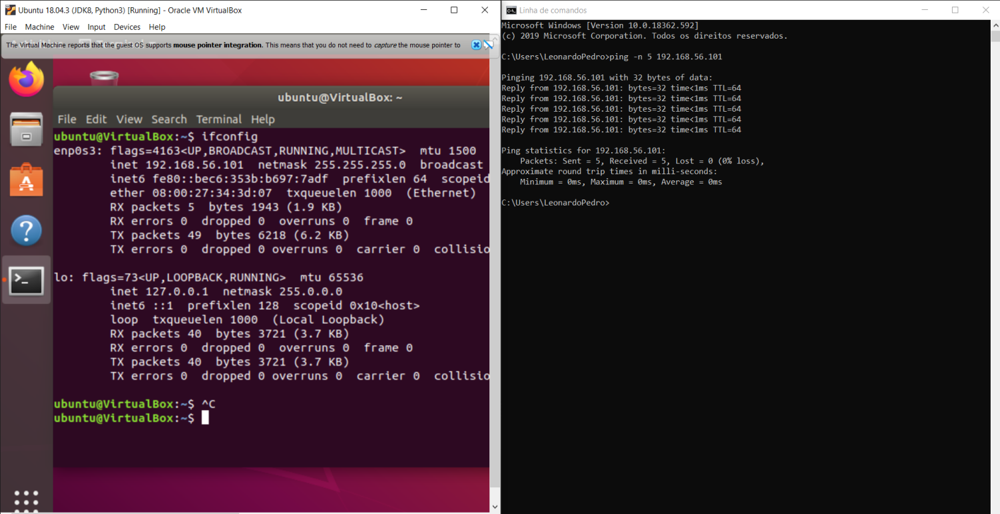 Ubuntu 18.04.3 (JDK8, Python3) [Running] - Oracle VM VirtualBox
File Machine View Input Devices Help
The Virtual Machine reports that the guest OS supports mouse pointer integration. This means that you do not need to capture the mouse pointer to
ubuntu@VirtualBox: ~
File Edit View Search Terminal Help
ubuntu@VirtualBox:~$ ifconfig
enp0s3: flags=4163<UP,BROADCAST,RUNNING,MULTICAST>  mtu 1500
        inet 192.168.56.101  netmask 255.255.255.0  broadcast
        inet6 fe80::bec6:353b:b697:7adf  prefixlen 64  scopeid
        ether 08:00:27:34:3d:07  txqueuelen 1000  (Ethernet)
        RX packets 5  bytes 1943 (1.9 KB)
        RX errors 0  dropped 0  overruns 0  frame 0
        TX packets 49  bytes 6218 (6.2 KB)
        TX errors 0  dropped 0 overruns 0  carrier 0  collisio
lo: flags=73<UP,LOOPBACK,RUNNING>  mtu 65536
        inet 127.0.0.1  netmask 255.0.0.0
        inet6 ::1  prefixlen 128  scopeid 0x10<host>
        loop  txqueuelen 1000  (Local Loopback)
        RX packets 40  bytes 3721 (3.7 KB)
        RX errors 0  dropped 0  overruns 0  frame 0
        TX packets 40  bytes 3721 (3.7 KB)
        TX errors 0  dropped 0 overruns 0  carrier 0  collisio
ubuntu@VirtualBox:~$ ^C
ubuntu@VirtualBox:~$
Linha de comandos
Microsoft Windows [Version 10.0.18362.592]
(c) 2019 Microsoft Corporation. Todos os direitos reservados.
C:\Users\LeonardoPedro>ping -n 5 192.168.56.101
Pinging 192.168.56.101 with 32 bytes of data:
Reply from 192.168.56.101: bytes=32 time<1ms TTL=64
Reply from 192.168.56.101: bytes=32 time<1ms TTL=64
Reply from 192.168.56.101: bytes=32 time<1ms TTL=64
Reply from 192.168.56.101: bytes=32 time<1ms TTL=64
Reply from 192.168.56.101: bytes=32 time<1ms TTL=64
Ping statistics for 192.168.56.101:
    Packets: Sent = 5, Received = 5, Lost = 0 (0% loss),
Approximate round trip times in milli-seconds:
    Minimum = 0ms, Maximum = 0ms, Average = 0ms
C:\Users\LeonardoPedro>